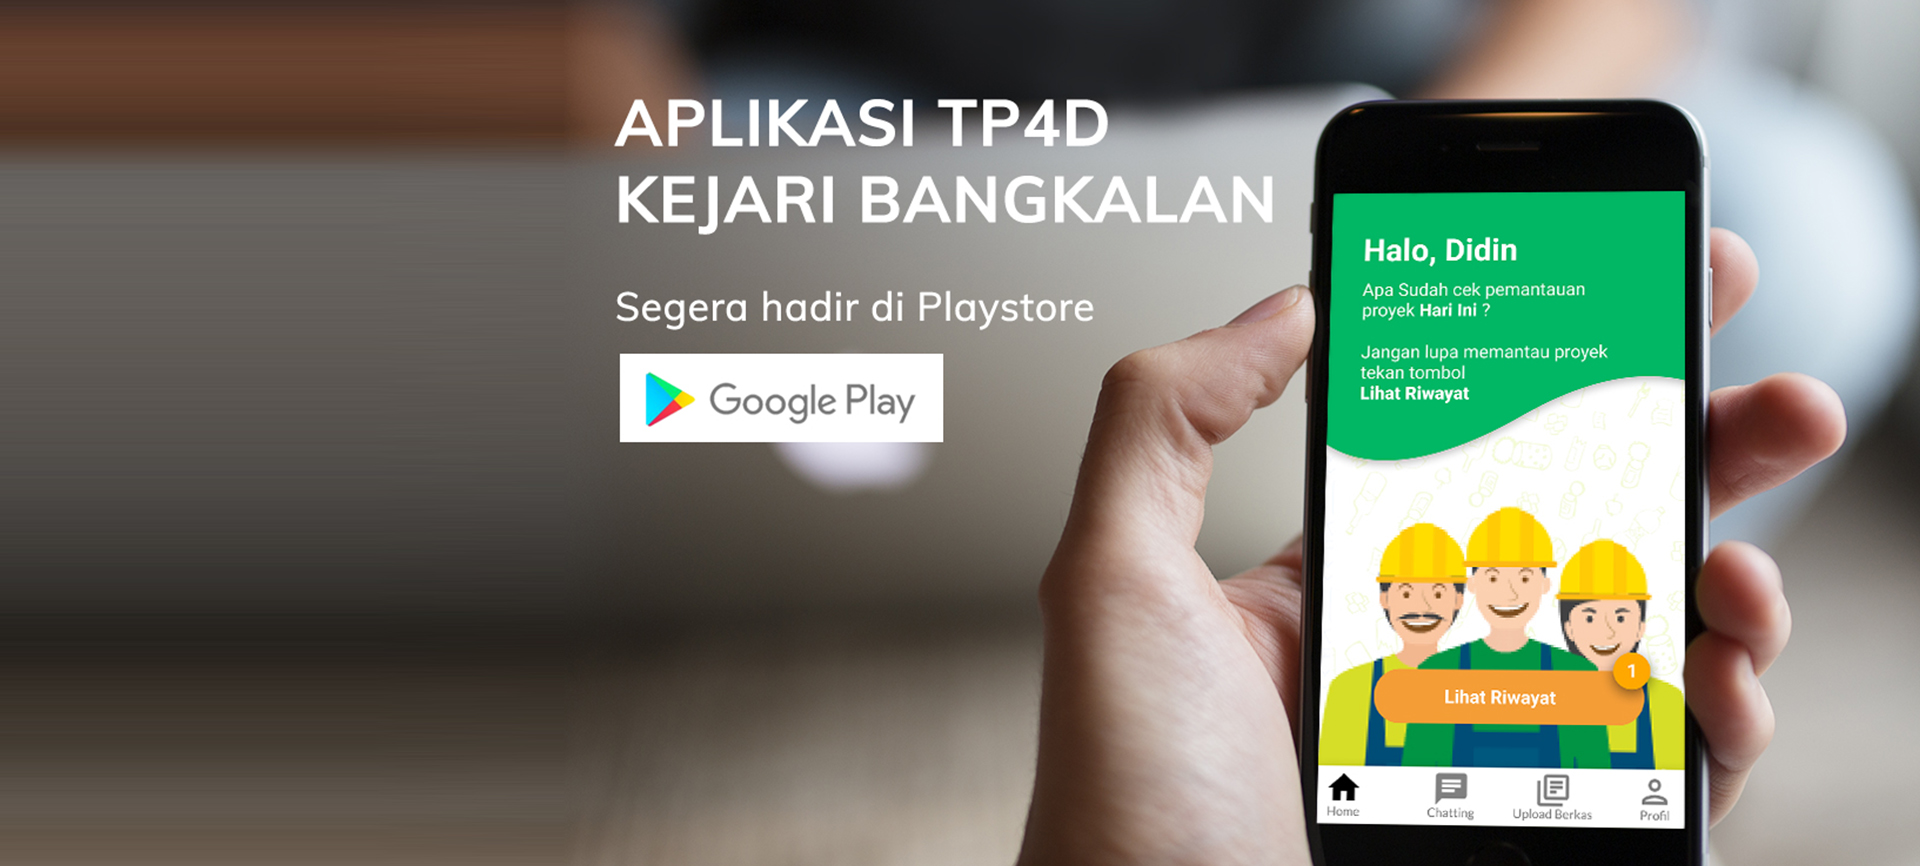 APLIKASI TP4D
KEJARI BANGKALAN
Segera hadir di Playstore
Google Play
Halo, Didin
Apa Sudah cek pemantauan
proyek Hari Ini ?
Jangan lupa memantau proyek
tekan tombol
Lihat Riwayat
1
Lihat Riwayat
Home
Chatting
Upload Berkas
Profil